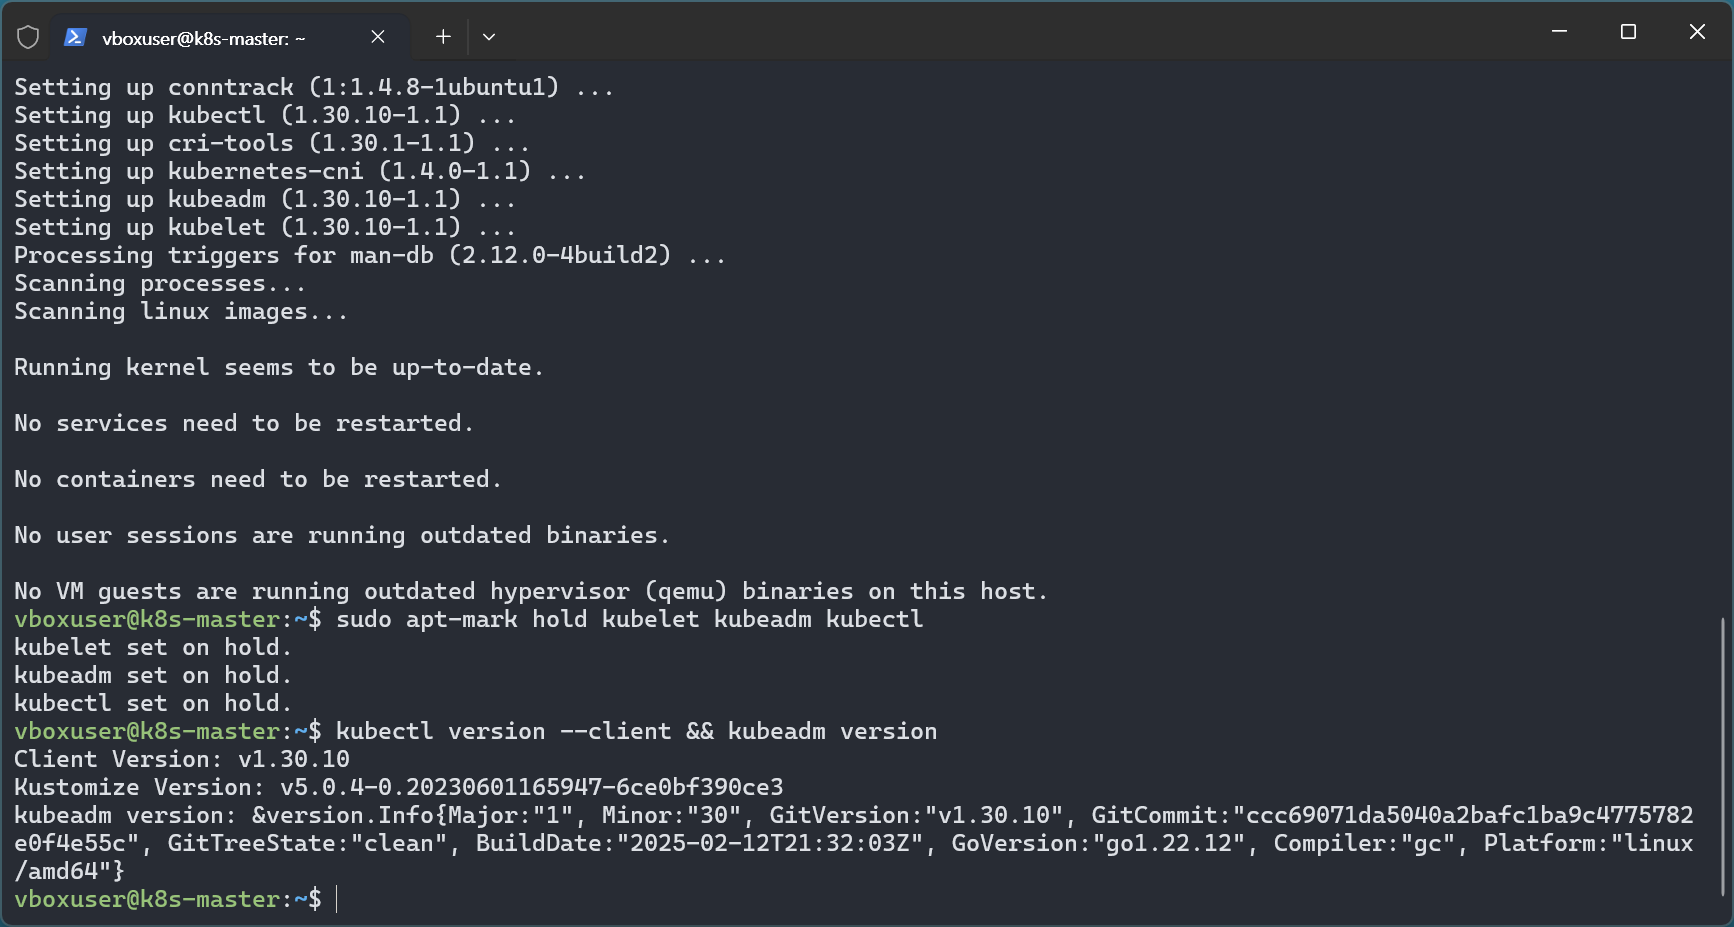 vboxuser@k8s-master: ~
Setting up conntrack (1:1.4.8-1ubuntu1) ...
Setting up kubectl (1.30.10-1.1) ...
Setting up cri-tools (1.30.1-1.1) ...
Setting up kubernetes-cni (1.4.0-1.1) ...
Setting up kubeadm (1.30.10-1.1) ...
Setting up kubelet (1.30.10-1.1) ...
Processing triggers for man-db (2.12.0-4build2) ...
Scanning processes...
Scanning linux images...
Running kernel seems to be up-to-date.
No services need to be restarted.
No containers need to be restarted.
No user sessions are running outdated binaries.
No VM guests are running outdated hypervisor (qemu) binaries on this host.
vboxuser@k8s-master:~$ sudo apt-mark hold kubelet kubeadm kubectl
kubelet set on hold.
kubeadm set on hold.
kubectl set on hold.
vboxuser@k8s-master:~$ kubectl version --client && kubeadm version
Client Version: v1.30.10
Kustomize Version: v5.0.4-0.20230601165947-6ce0bf390ce3
kubeadm version: &version.Info{Major:"1", Minor:"30", GitVersion:"v1.30.10", GitCommit:"ccc69071da5040a2bafc1ba9c4775782
e0f4e55c", GitTreeState:"clean", BuildDate:"2025-02-12T21:32:03Z", GoVersion:"go1.22.12", Compiler:"gc", Platform:"linux
/amd64"}
vboxuser@k8s-master:~$